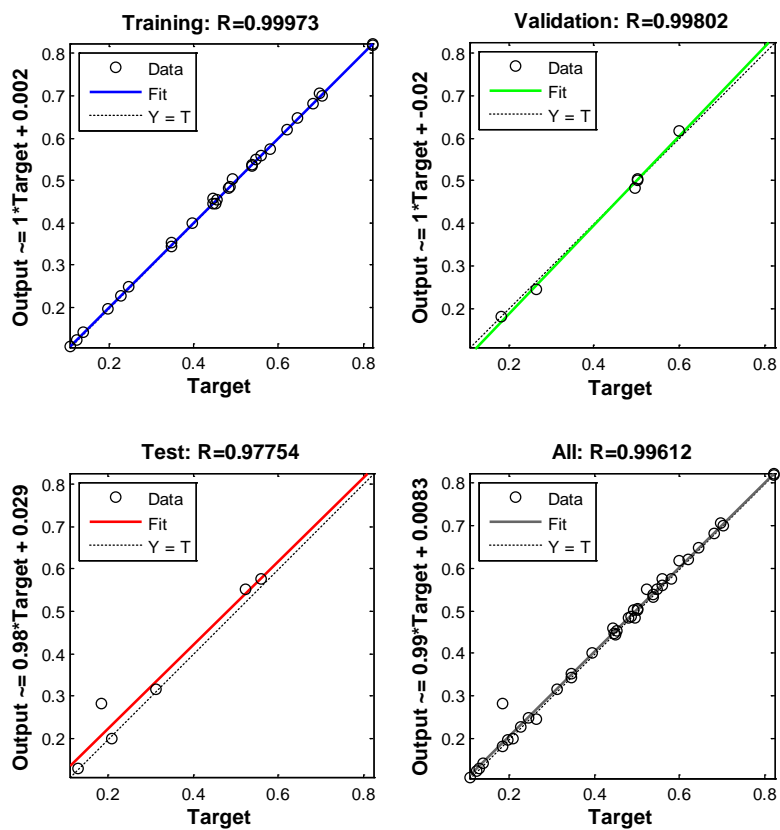 Training: R=0.99973
Output ~= 1*Target + 0.002
0.8
0.7
0.6
0.5
0.4
0.3
0.2
Data
Fit
Y = T
0.2 0.4 0.6 0.8
Target
Validation: R=0.99802
Output ~= 1*Target + -0.02
0.8
0.7
0.6
0.5
0.4
0.3
0.2
Data
Fit
Y = T
0.2 0.4 0.6 0.8
Target
Test: R=0.97754
Output ~= 0.98*Target + 0.029
0.8
0.7
0.6
0.5
0.4
0.3
0.2
Data
Fit
Y = T
0.2 0.4 0.6 0.8
Target
All: R=0.99612
Output ~= 0.99*Target + 0.0083
0.8
0.7
0.6
0.5
0.4
0.3
0.2
Data
Fit
Y = T
0.2 0.4 0.6 0.8
Target